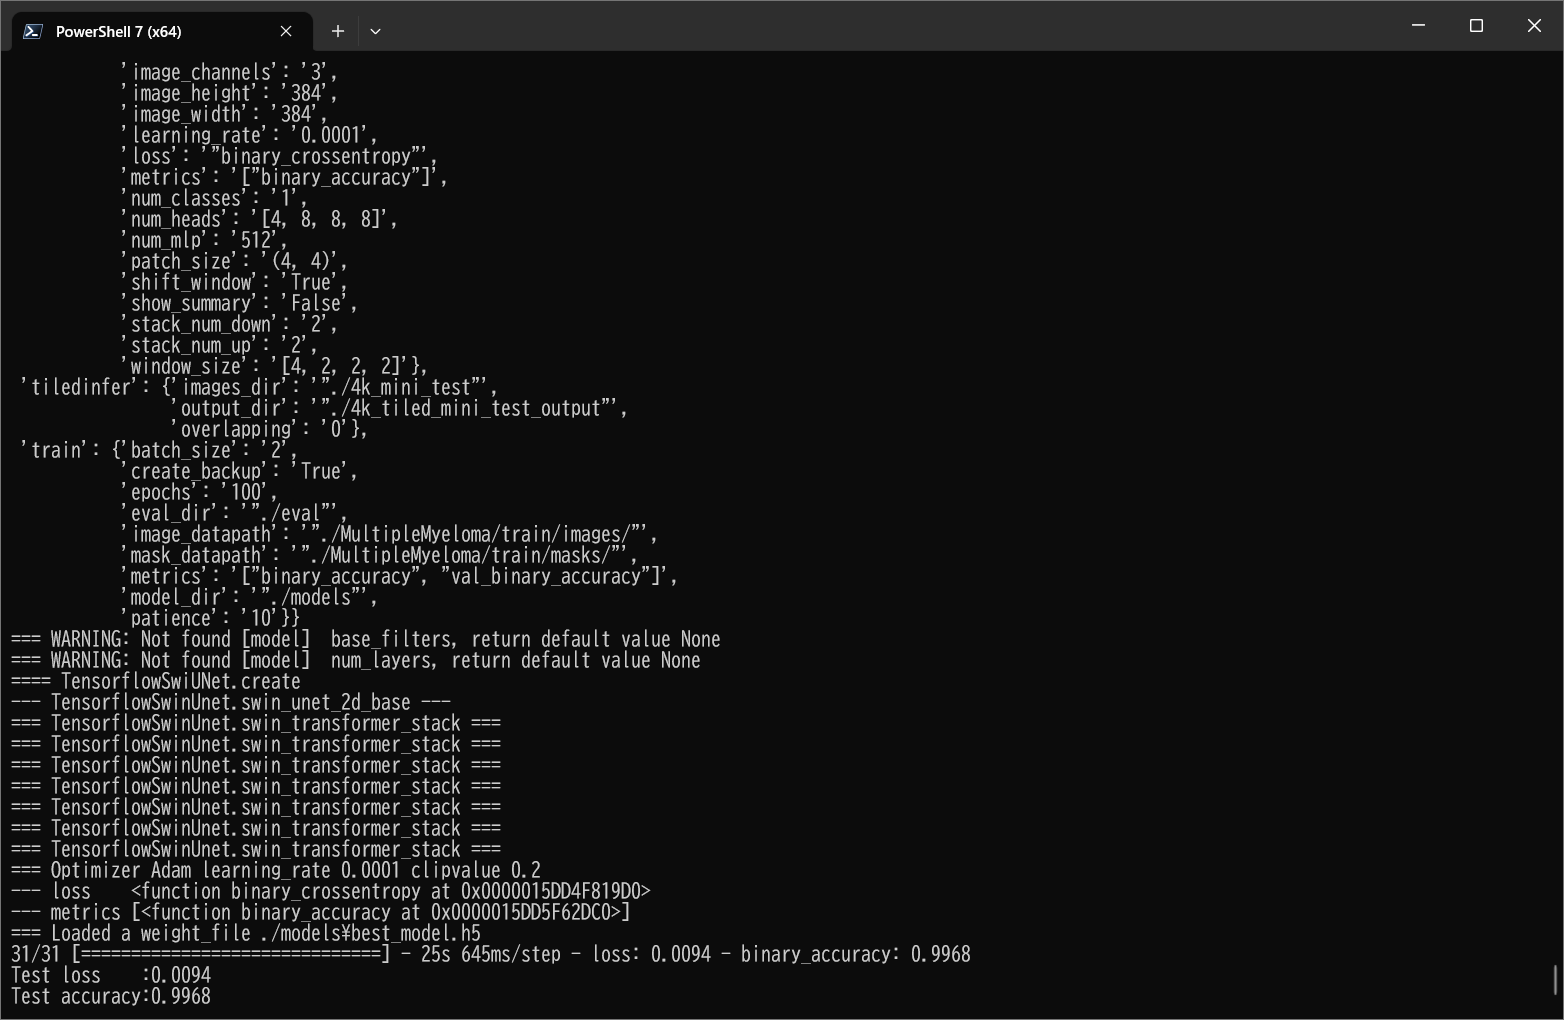 PowerShell 7 (x64)
'image_channels': '3',
'image_height': '384',
'image_width': '384',
'learning_rate': '0.0001',
'loss': '"binary_crossentropy"',
'metrics': '["binary_accuracy"]',
'num_classes': '1',
'num_heads': '[4, 8, 8, 8]',
'num_mlp': '512',
'patch_size': '(4, 4)',
'shift_window': 'True',
'show_summary': 'False',
'stack_num_down': '2',
'stack_num_up': '2',
'window_size': '[4, 2, 2, 2]'},
'tiledinfer': {'images_dir': '"./4k_mini_test"',
'output_dir': '"./4k_tiled_mini_test_output"',
'overlapping': '0'},
'train': {'batch_size': '2',
'create_backup': 'True',
'epochs': '100',
'eval_dir': '"./eval"',
'image_datapath': '"./MultipleMyeloma/train/images/"',
'mask_datapath': '"./MultipleMyeloma/train/masks/"',
'metrics': '["binary_accuracy", "val_binary_accuracy"]',
'model_dir': '"./models"',
'patience': '10'}}
=== WARNING: Not found [model]  base_filters, return default value None
=== WARNING: Not found [model]  num_layers, return default value None
==== TensorflowSwiUNet.create
--- TensorflowSwinUnet.swin_unet_2d_base ---
=== TensorflowSwinUnet.swin_transformer_stack ===
=== TensorflowSwinUnet.swin_transformer_stack ===
=== TensorflowSwinUnet.swin_transformer_stack ===
=== TensorflowSwinUnet.swin_transformer_stack ===
=== TensorflowSwinUnet.swin_transformer_stack ===
=== TensorflowSwinUnet.swin_transformer_stack ===
=== TensorflowSwinUnet.swin_transformer_stack ===
=== Optimizer Adam learning_rate 0.0001 clipvalue 0.2
--- loss    <function binary_crossentropy at 0x0000015DD4F819D0>
--- metrics [<function binary_accuracy at 0x0000015DD5F62DC0>]
=== Loaded a weight_file ./models¥best_model.h5
31/31 [==============================] - 25s 645ms/step - loss: 0.0094 - binary_accuracy: 0.9968
Test loss    :0.0094
Test accuracy:0.9968